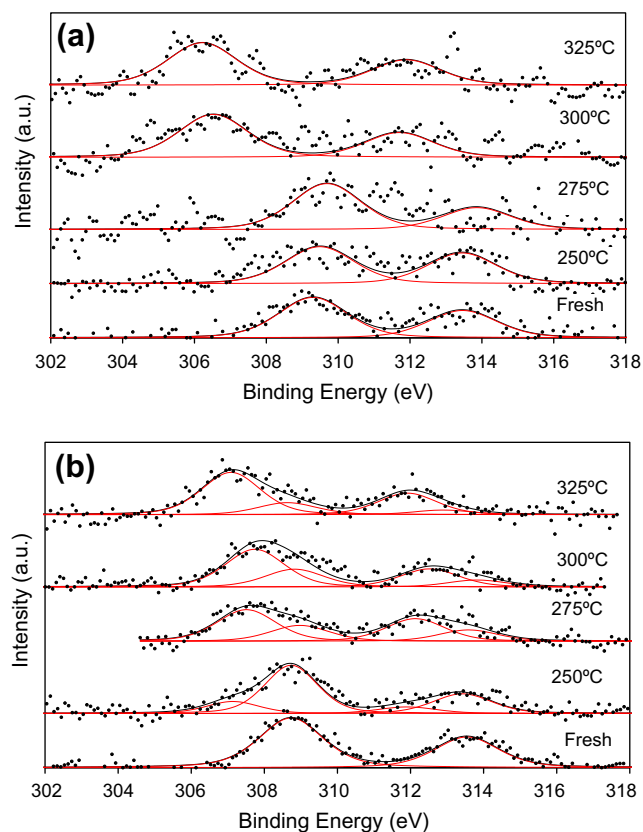 (a)
325ºC
300ºC
275ºC
250ºC
Fresh
Intensity (a.u.)
302 304 306 308 310 312 314 316 318
Binding Energy (eV)
(b)
325ºC
300ºC
275ºC
250ºC
Fresh
Intensity (a.u.)
302 304 306 308 310 312 314 316 318
Binding Energy (eV)